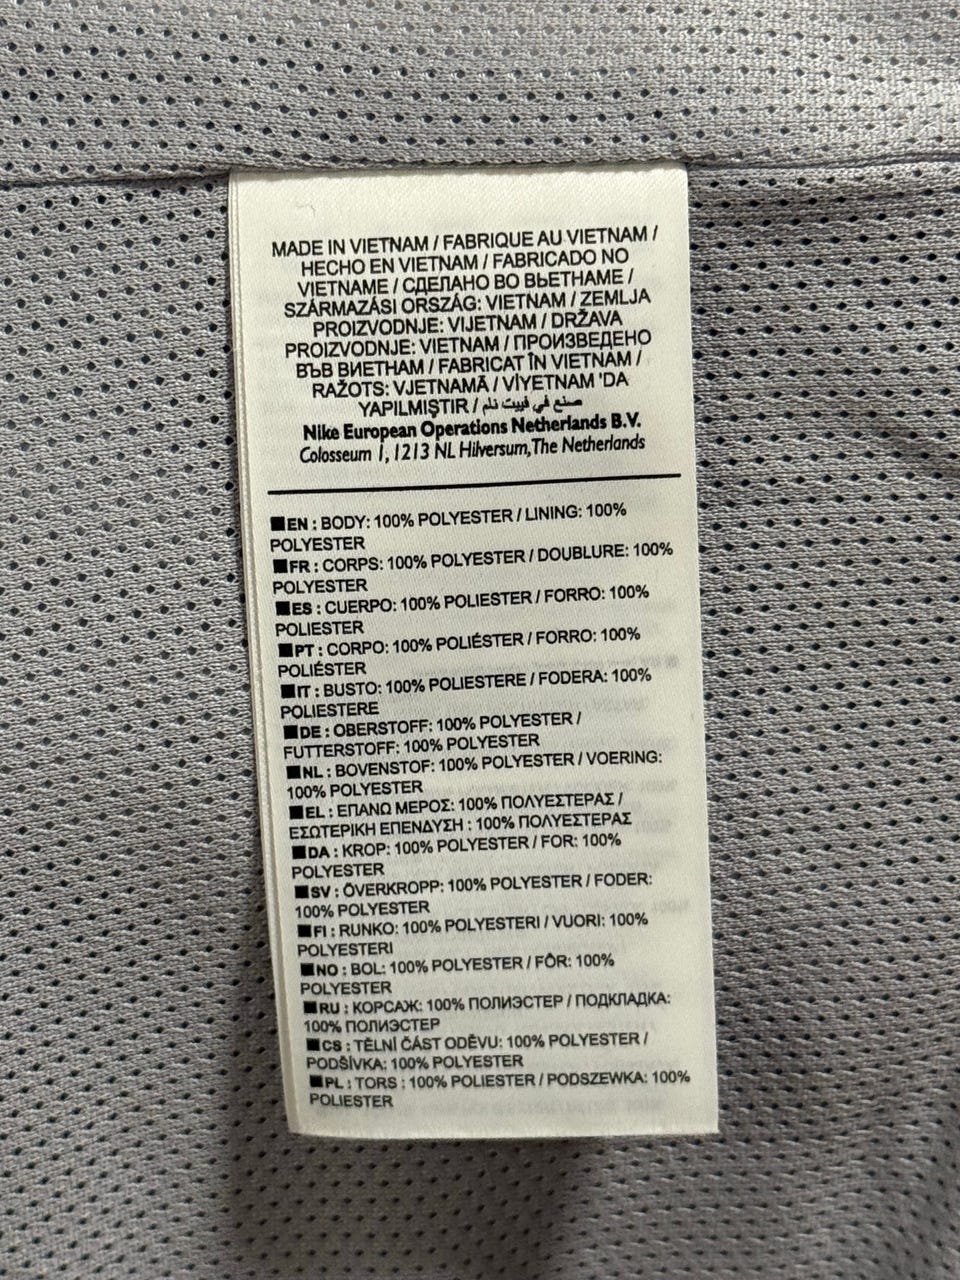 MADE IN VIETNAM / FABRIQUE AU VIETNAM /
HECHO EN VIETNAM / FABRICADO NO
VIETNAME / СДЕЛАНО ВО ВЬЕТНАМЕ /
SZÁRMAZÁSI ORSZÁG: VIETNAM / ZEMLJA
PROIZVODNJE: VIJETNAM / DRŽAVA
PROIZVODNJE: VIETNAM / ПРОИЗВЕДЕНО
ВЪВ ВИЕТНАМ / FABRICAT ÎN VIETNAM /
RAŽOTS: VJETNAMĀ / VİYETNAM 'DA
YAPILMIŞTIR / صنع في فييت نام
Nike European Operations Netherlands B.V.
Colosseum 1, 1213 NL Hilversum,The Netherlands
■EN : BODY: 100% POLYESTER / LINING: 100%
POLYESTER
■FR : CORPS: 100% POLYESTER / DOUBLURE: 100%
POLYESTER
■ES : CUERPO: 100% POLIESTER / FORRO: 100%
POLIESTER
■PT : CORPO: 100% POLIÉSTER / FORRO: 100%
POLIÉSTER
■IT : BUSTO: 100% POLIESTERE / FODERA: 100%
POLIESTERE
■DE : OBERSTOFF: 100% POLYESTER /
FUTTERSTOFF: 100% POLYESTER
■NL : BOVENSTOF: 100% POLYESTER / VOERING:
100% POLYESTER
■EL : ΕΠΑΝΩ ΜΕΡΟΣ: 100% ΠΟΛΥΕΣΤΕΡΑΣ /
ΕΣΩΤΕΡΙΚΗ ΕΠΕΝΔΥΣΗ : 100% ΠΟΛΥΕΣΤΕΡΑΣ
■DA : KROP: 100% POLYESTER / FOR: 100%
POLYESTER
■SV : ÖVERKROPP: 100% POLYESTER / FODER:
100% POLYESTER
■FI : RUNKO: 100% POLYESTERI / VUORI: 100%
POLYESTERI
■NO : BOL: 100% POLYESTER / FÔR: 100%
POLYESTER
■RU : КОРСАЖ: 100% ПОЛИЭСТЕР / ПОДКЛАДКА:
100% ПОЛИЭСТЕР
■CS : TĚLNÍ ČÁST ODĚVU: 100% POLYESTER /
PODŠÍVKA: 100% POLYESTER
■PL : TORS : 100% POLIESTER / PODSZEWKA: 100%
POLIESTER